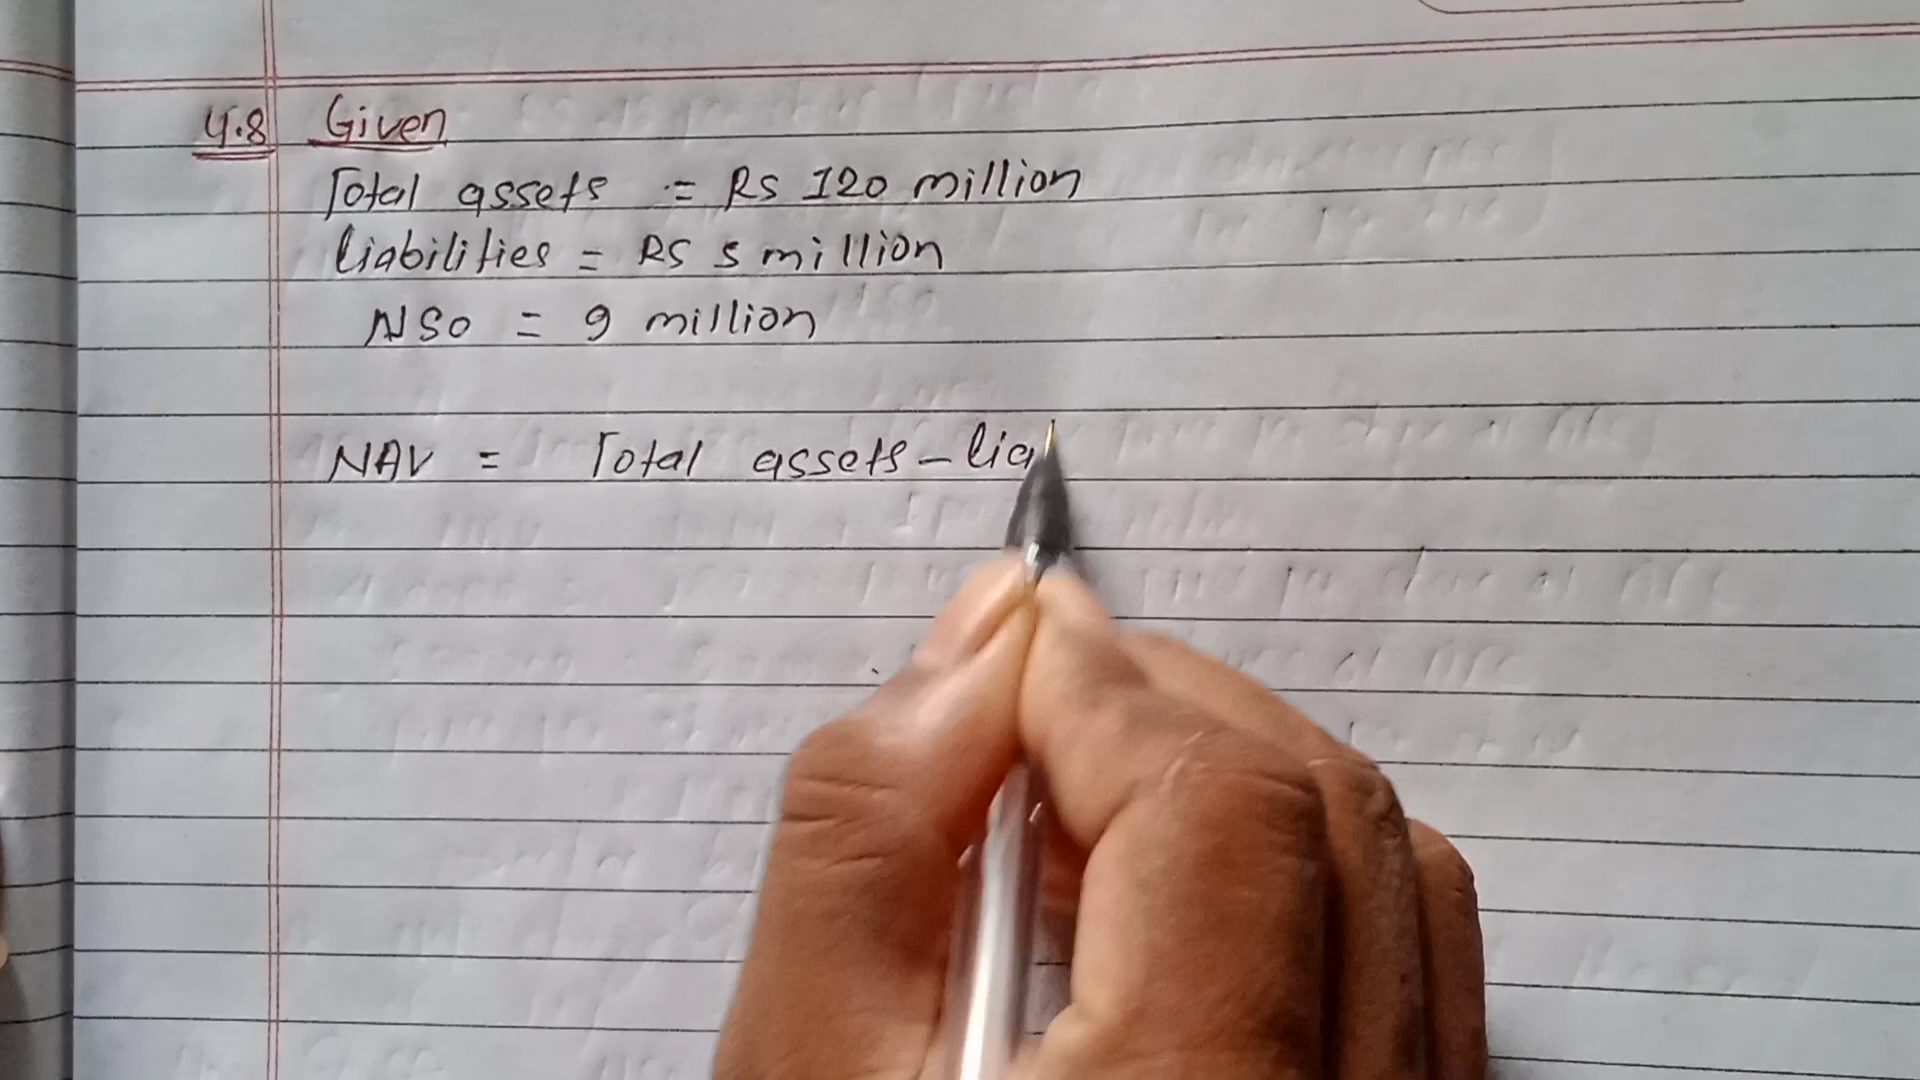 4.8 Given
Total assets = Rs 120 million
liabilities = RS 5 million
NSO = 9 million
NAV = Total assets - lia